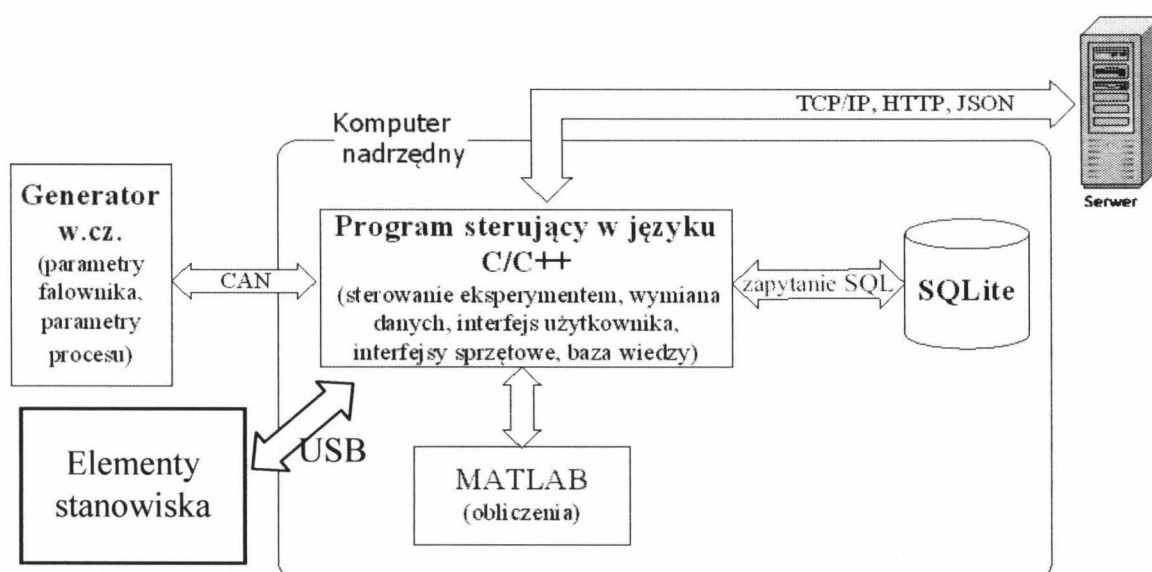 TCP/IP, HTTP, JSON
Serwer
Komputer
nadrzędny
Generator
w.cz.
(parametry
falownika,
parametry
procesu)
CAN
Program sterujący w języku
C/C++
(sterowanie eksperymentem, wymiana
danych, interfejs użytkownika,
interfejsy sprzętowe, baza wiedzy)
zapytanie SQL
SQLite
USB
Elementy
stanowiska
MATLAB
(obliczenia)